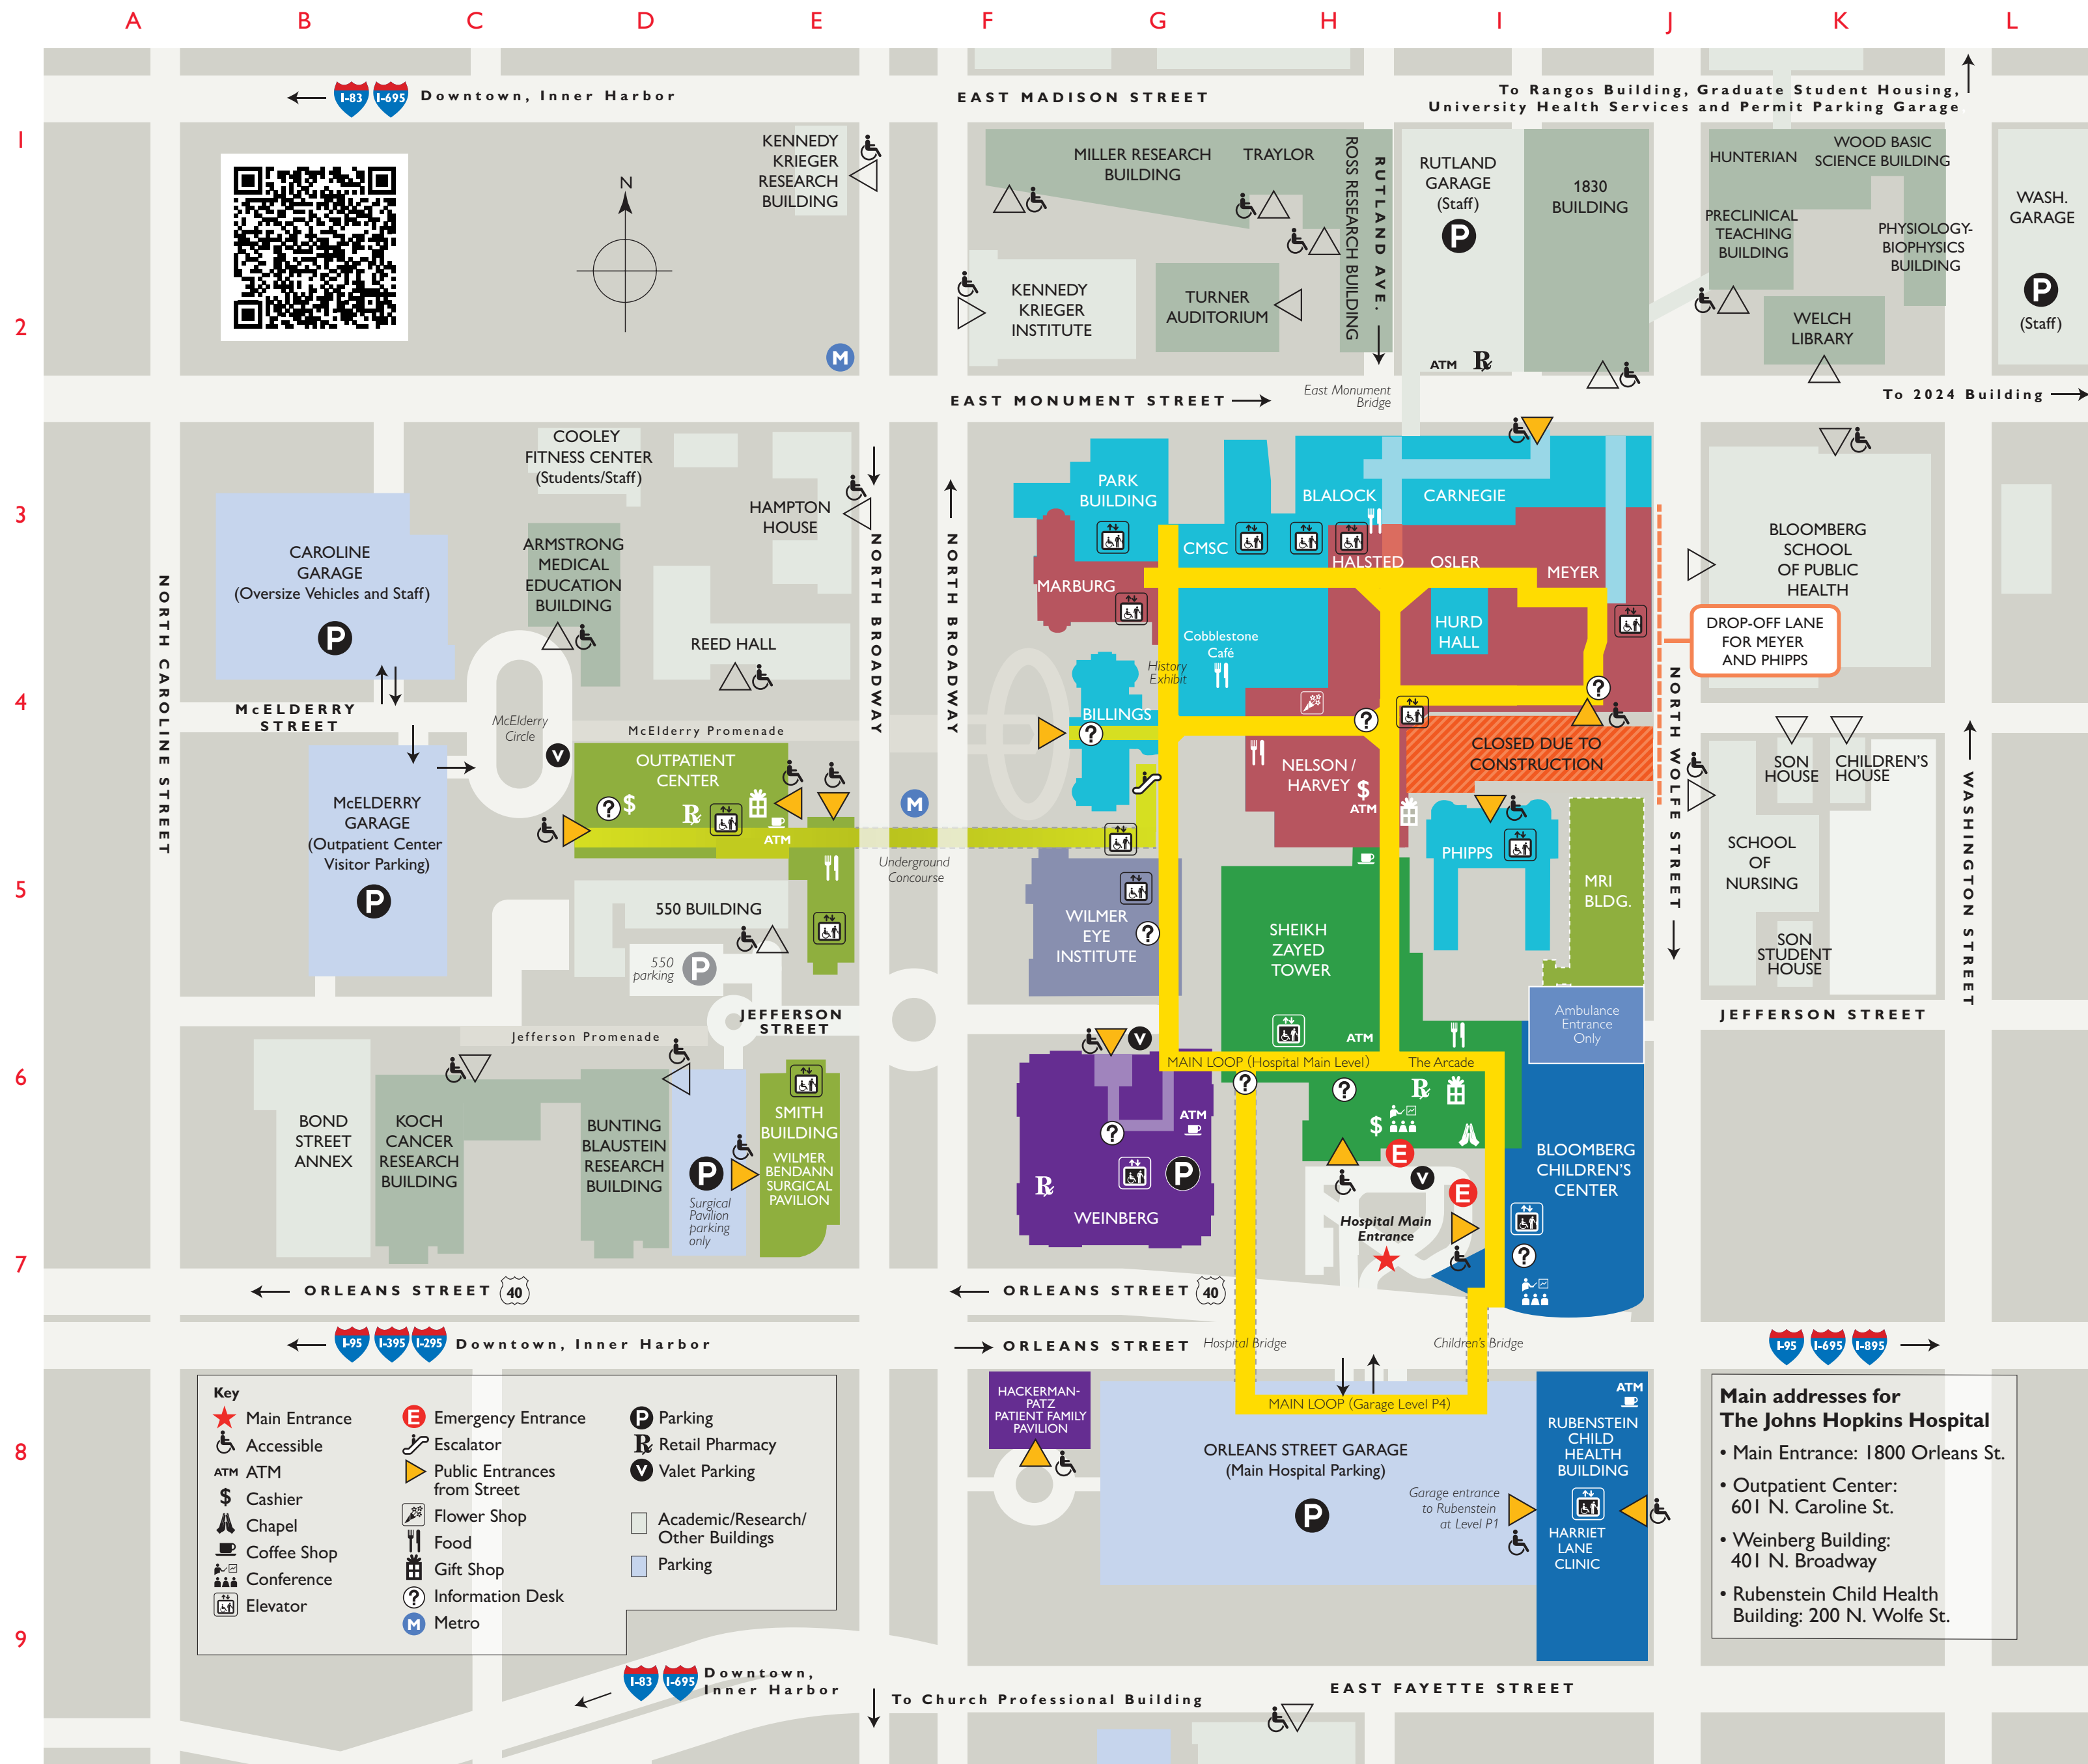 A B C D E F G H I J K L
1
2
3
4
5
6
7
8
9
I-83 I-695 Downtown, Inner Harbor
EAST MADISON STREET
To Rangos Building, Graduate Student Housing,
University Health Services and Permit Parking Garage
KENNEDY
KRIEGER
RESEARCH
BUILDING
N
M
MILLER RESEARCH
BUILDING
TRAYLOR
ROSS RESEARCH BUILDING
RUTLAND AVE.
RUTLAND
GARAGE
(Staff)
P
1830
BUILDING
HUNTERIAN
WOOD BASIC
SCIENCE BUILDING
PRECLINICAL
TEACHING
BUILDING
PHYSIOLOGY-
BIOPHYSICS
BUILDING
WASH.
GARAGE
P
(Staff)
KENNEDY
KRIEGER
INSTITUTE
TURNER
AUDITORIUM
WELCH
LIBRARY
ATM
R
EAST MONUMENT STREET
East Monument
Bridge
To 2024 Building
COOLEY
FITNESS CENTER
(Students/Staff)
HAMPTON
HOUSE
ARMSTRONG
MEDICAL
EDUCATION
BUILDING
REED HALL
CAROLINE
GARAGE
(Oversize Vehicles and Staff)
P
NORTH CAROLINE STREET
NORTH BROADWAY
NORTH BROADWAY
McELDERRY
STREET
McElderry
Circle
V
McElderry Promenade
PARK
BUILDING
CMSC
BLALOCK
CARNEGIE
MARBURG
HALSTED
OSLER
MEYER
HURD
HALL
Cobblestone
Café
History
Exhibit
BILLINGS
?
?
?
BLOOMBERG
SCHOOL
OF PUBLIC
HEALTH
DROP-OFF LANE
FOR MEYER
AND PHIPPS
NORTH WOLFE STREET
CLOSED DUE TO
CONSTRUCTION
SON
HOUSE
CHILDREN'S
HOUSE
WASHINGTON STREET
McELDERRY
GARAGE
(Outpatient Center
Visitor Parking)
P
OUTPATIENT
CENTER
? $
R
ATM
M
Underground
Concourse
NELSON /
HARVEY $
ATM
PHIPPS
MRI
BLDG.
SCHOOL
OF
NURSING
SON
STUDENT
HOUSE
550 BUILDING
550
parking
P
WILMER
EYE
INSTITUTE
?
SHEIKH
ZAYED
TOWER
ATM
Ambulance
Entrance
Only
JEFFERSON
STREET
JEFFERSON STREET
Jefferson Promenade
V
MAIN LOOP (Hospital Main Level)
The Arcade
BOND
STREET
ANNEX
KOCH
CANCER
RESEARCH
BUILDING
BUNTING
BLAUSTEIN
RESEARCH
BUILDING
P
Surgical
Pavilion
parking
only
SMITH
BUILDING
WILMER
BENDANN
SURGICAL
PAVILION
ATM
?
R
P
WEINBERG
?
?
R
$
E
V
E
Hospital Main
Entrance
BLOOMBERG
CHILDREN'S
CENTER
?
ORLEANS STREET 40
ORLEANS STREET 40
I-95 I-395 I-295 Downtown, Inner Harbor
ORLEANS STREET
Hospital Bridge
Children's Bridge
I-95 I-695 I-895
Key
Main Entrance
Accessible
ATM ATM
$ Cashier
Chapel
Coffee Shop
Conference
Elevator
E Emergency Entrance
Escalator
Public Entrances
from Street
Flower Shop
Food
Gift Shop
? Information Desk
M Metro
P Parking
R Retail Pharmacy
V Valet Parking
Academic/Research/
Other Buildings
Parking
HACKERMAN-
PATZ
PATIENT FAMILY
PAVILION
MAIN LOOP (Garage Level P4)
ORLEANS STREET GARAGE
(Main Hospital Parking)
P
Garage entrance
to Rubenstein
at Level P1
ATM
RUBENSTEIN
CHILD
HEALTH
BUILDING
HARRIET
LANE
CLINIC
Main addresses for
The Johns Hopkins Hospital
• Main Entrance: 1800 Orleans St.
• Outpatient Center:
601 N. Caroline St.
• Weinberg Building:
401 N. Broadway
• Rubenstein Child Health
Building: 200 N. Wolfe St.
I-83 I-695 Downtown,
Inner Harbor
To Church Professional Building
EAST FAYETTE STREET